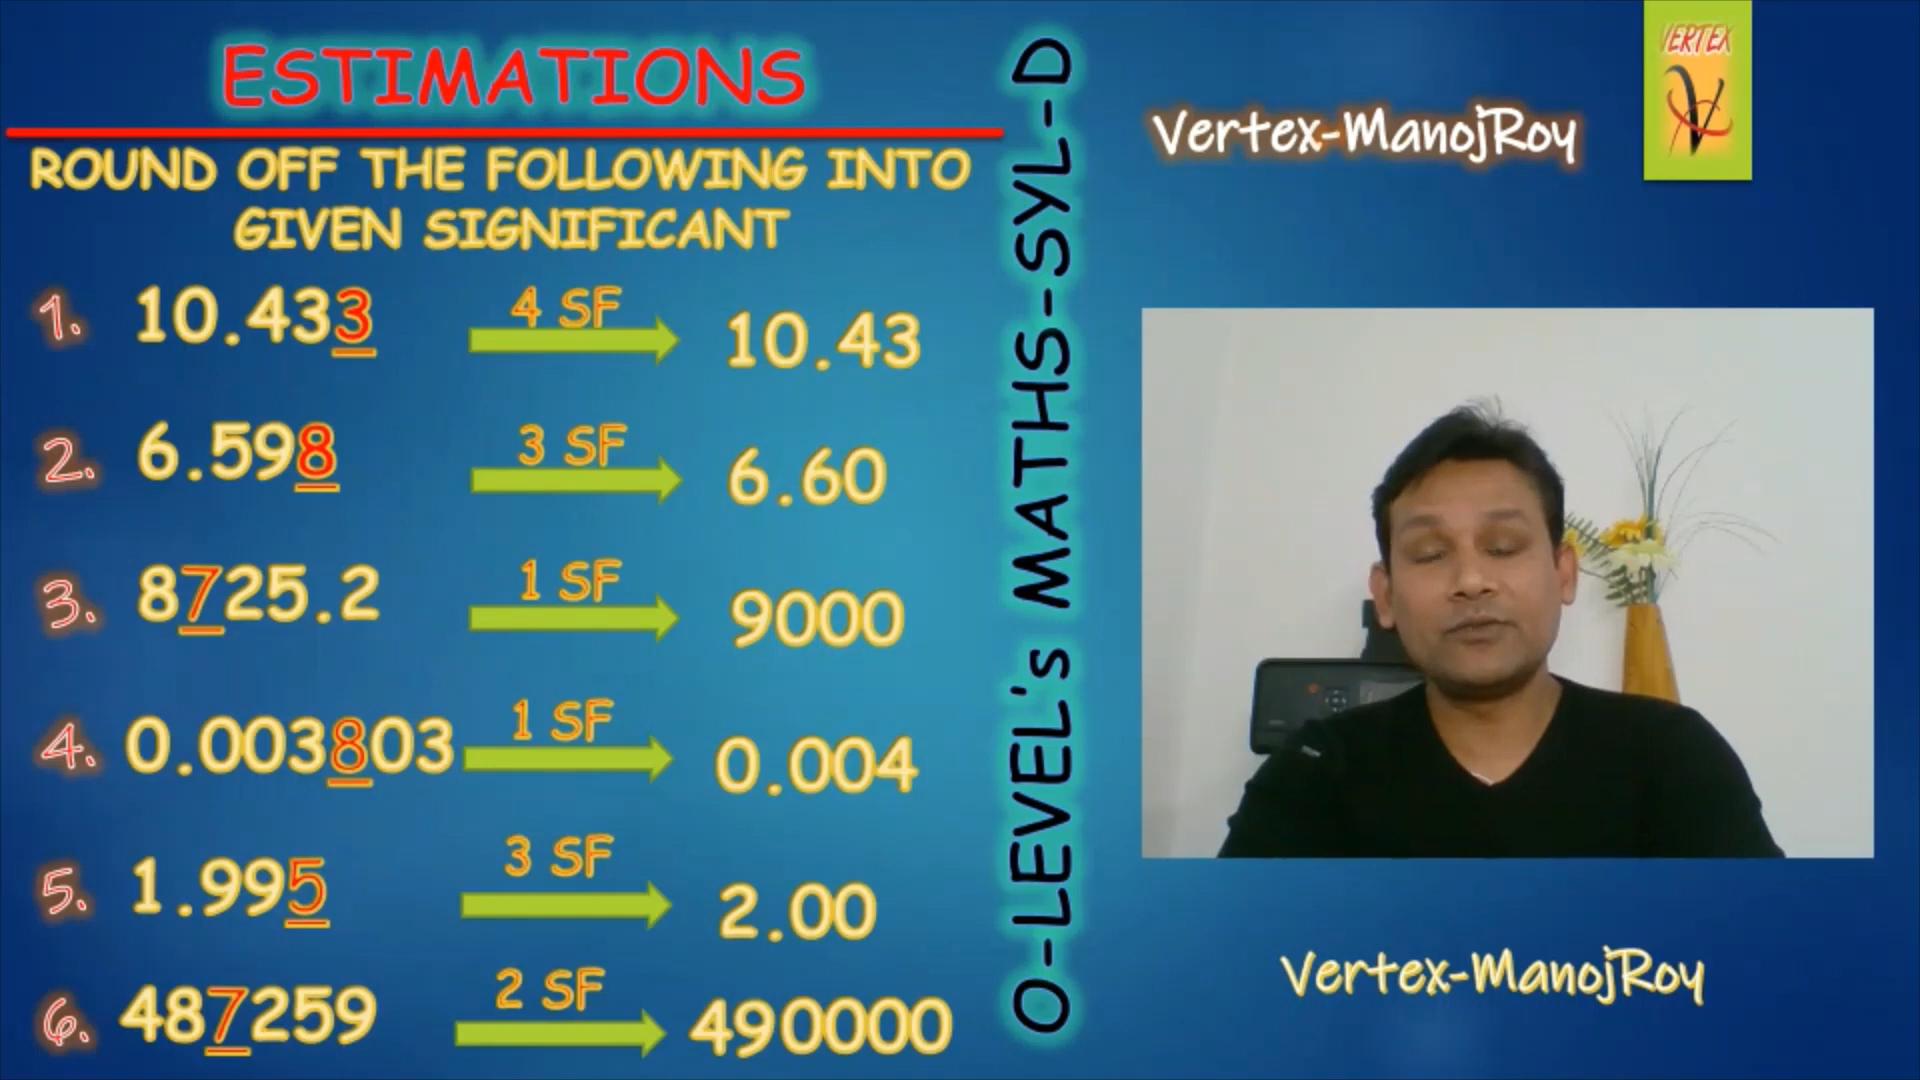 ESTIMATIONS
ROUND OFF THE FOLLOWING INTO
GIVEN SIGNIFICANT
1. 10.433 4 SF 10.43
2. 6.598 3 SF 6.60
3. 8725.2 1 SF 9000
4. 0.003803 1 SF 0.004
5. 1.995 3 SF 2.00
6. 487259 2 SF 490000
O-LEVEL's MATHS-SYL-D
Vertex-ManojRoy
VERTEX
V
Vertex-ManojRoy